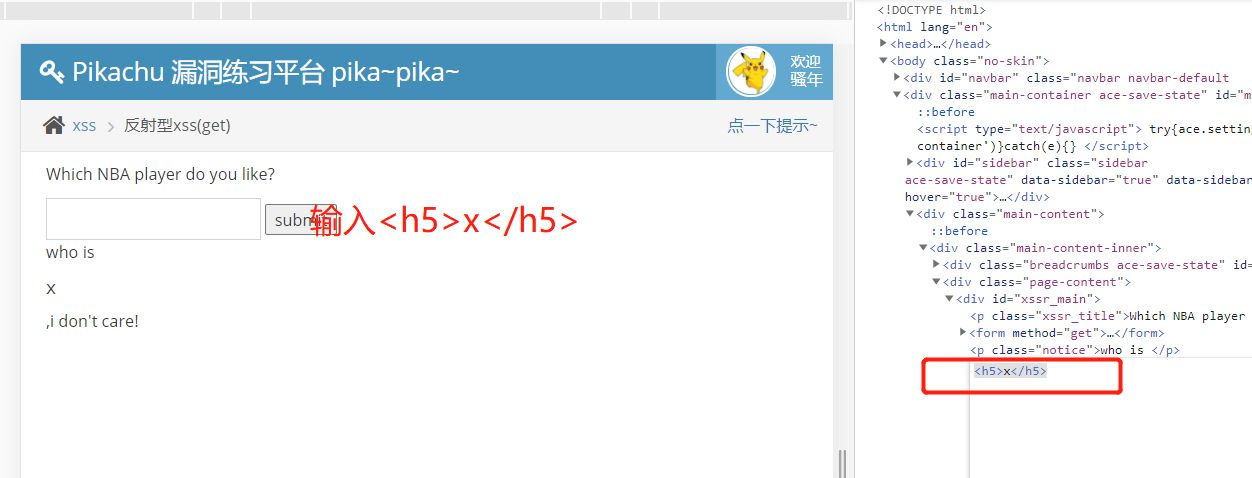 Pikachu 漏洞练习平台 pika~pika~
欢迎
骚年
xss
反射型xss(get)
点一下提示~
Which NBA player do you like?
输入<h5>x</h5>
who is
x
,i don't care!
<!DOCTYPE html>
<html lang="en">
<head>…</head>
<body class="no-skin">
<div id="navbar" class="navbar navbar-default
<div class="main-container ace-save-state" id="m
::before
<script type="text/javascript"> try{ace.setting
container')}catch(e){} </script>
<div id="sidebar" class="sidebar
ace-save-state" data-sidebar="true" data-sidebar
hover="true">…</div>
<div class="main-content">
::before
<div class="main-content-inner">
<div class="breadcrumbs ace-save-state" id=
<div class="page-content">
<div id="xssr_main">
<p class="xssr_title">Which NBA player
<form method="get">…</form>
<p class="notice">who is </p>
<h5>x</h5>